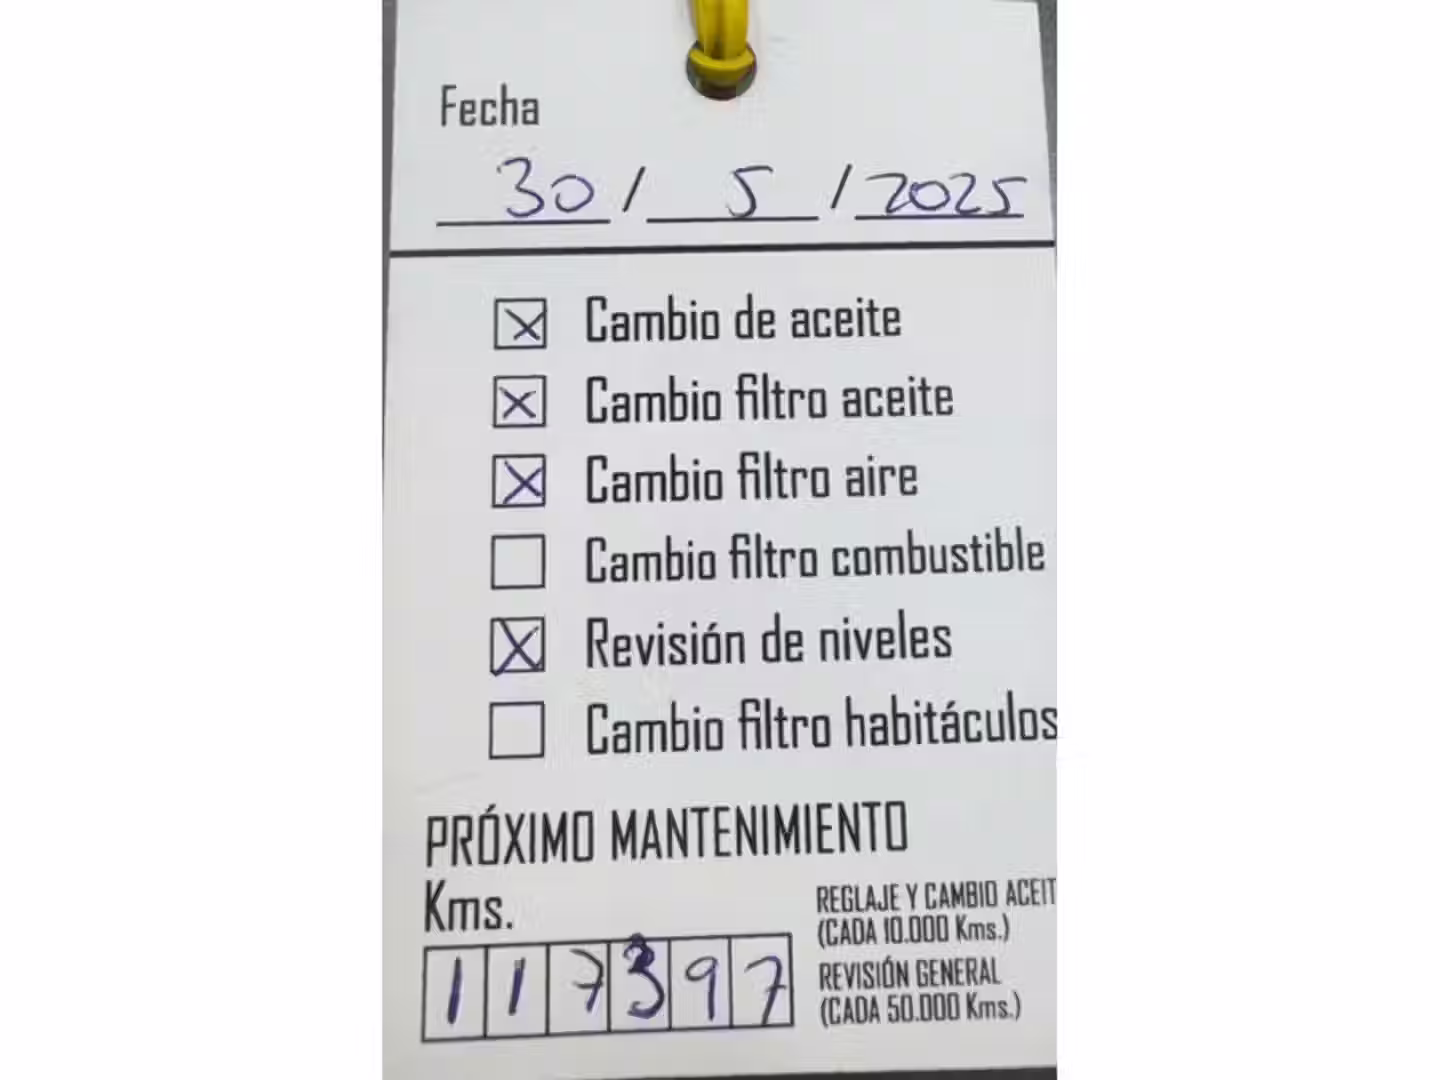 Fecha
30 / 5 / 2025
Cambio de aceite
Cambio filtro aceite
Cambio filtro aire
Cambio filtro combustible
Revisión de niveles
Cambio filtro habitáculos
PRÓXIMO MANTENIMIENTO
Kms.
117397
REGLAJE Y CAMBIO ACEIT
(CADA 10.000 Kms.)
REVISIÓN GENERAL
(CADA 50.000 Kms.)